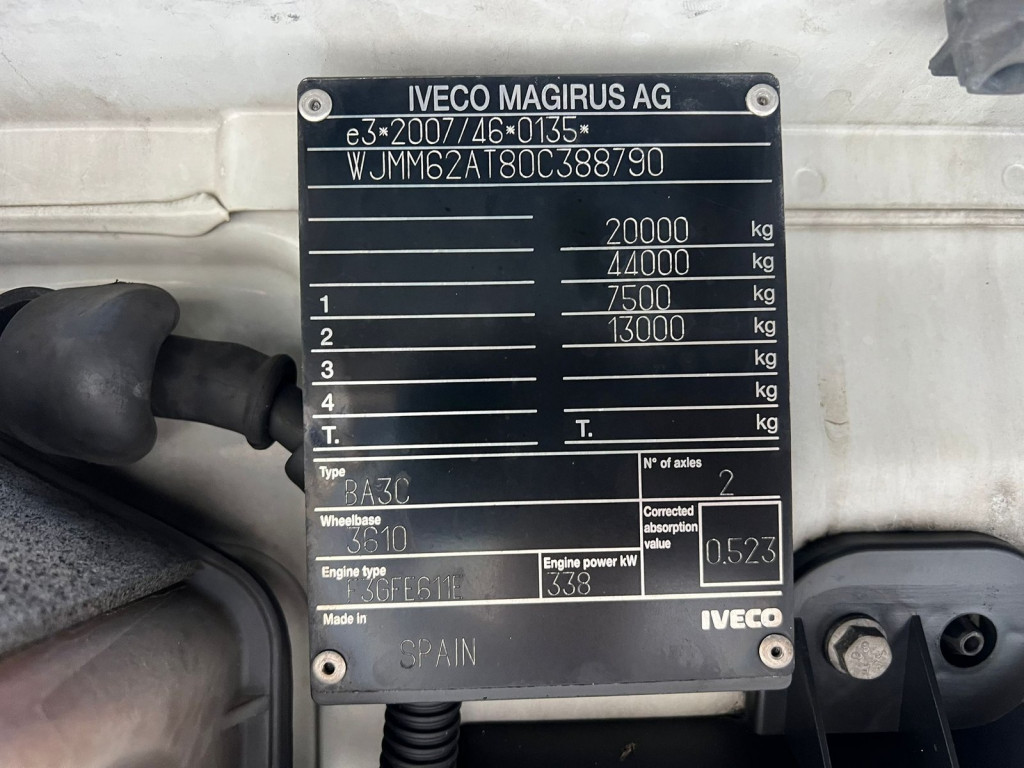 IVECO MAGIRUS AG
e3*2007/46*0135*
WJMM62AT80C388790
20000 kg
44000 kg
1 7500 kg
2 13000 kg
3 kg
4 kg
T. T. kg
Type N° of axles
BA3C 2
Wheelbase Corrected absorption value
3610 0.523
Engine type Engine power kW
F3GFE611E 338
Made in IVECO
SPAIN